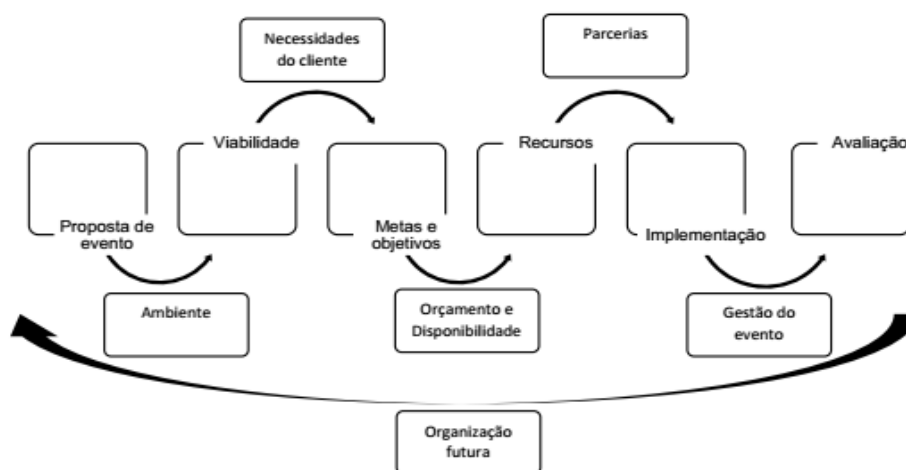 Necessidades
do cliente
Parcerias
Viabilidade
Recursos
Avaliação
Proposta de
evento
Metas e
objetivos
Implementação
Ambiente
Orçamento e
Disponibilidade
Gestão do
evento
Organização
futura